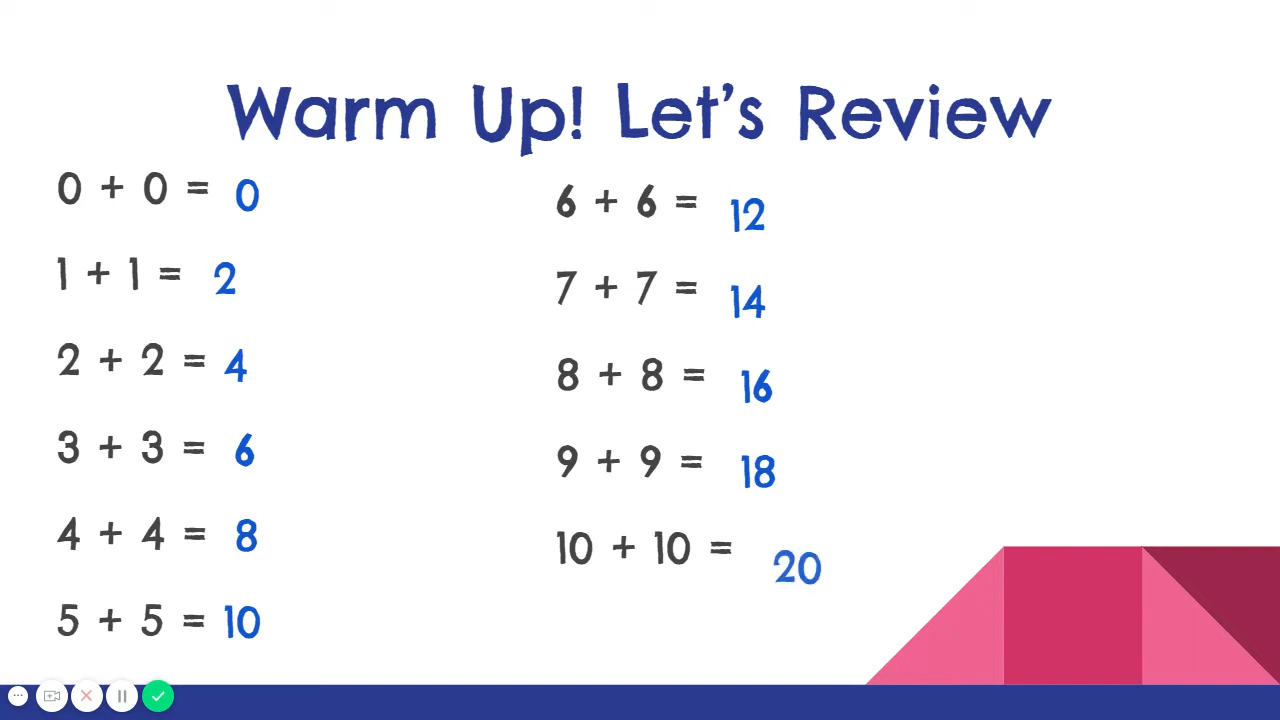 Warm Up! Let's Review
0 + 0 = 0
1 + 1 = 2
2 + 2 = 4
3 + 3 = 6
4 + 4 = 8
5 + 5 = 10
6 + 6 = 12
7 + 7 = 14
8 + 8 = 16
9 + 9 = 18
10 + 10 = 20